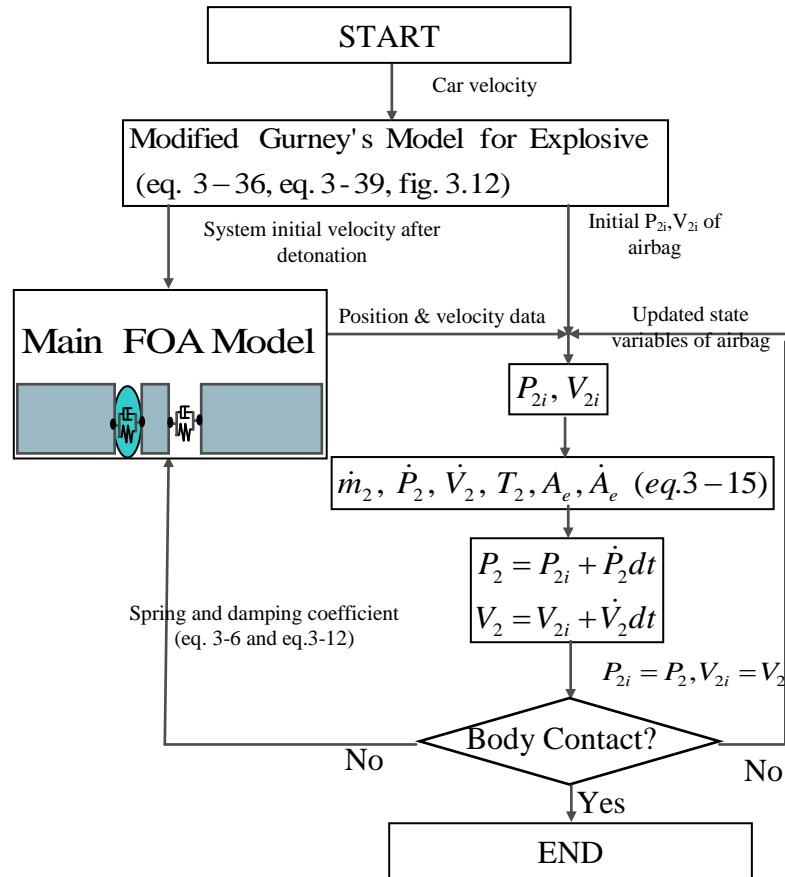 START
Car velocity
Modified Gurney's Model for Explosive
(eq. 3–36, eq. 3-39, fig. 3.12)
System initial velocity after
detonation
Initial P₂ᵢ,V₂ᵢ of
airbag
Main FOA Model
Position & velocity data
Updated state
variables of airbag
P₂ᵢ, V₂ᵢ
ṁ₂, Ṗ₂, V̇₂, T₂, Aₑ, Ȧₑ (eq.3–15)
P₂ = P₂ᵢ + Ṗ₂dt
V₂ = V₂ᵢ + V̇₂dt
Spring and damping coefficient
(eq. 3-6 and eq.3-12)
P₂ᵢ = P₂, V₂ᵢ = V₂
Body Contact?
No
No
Yes
END